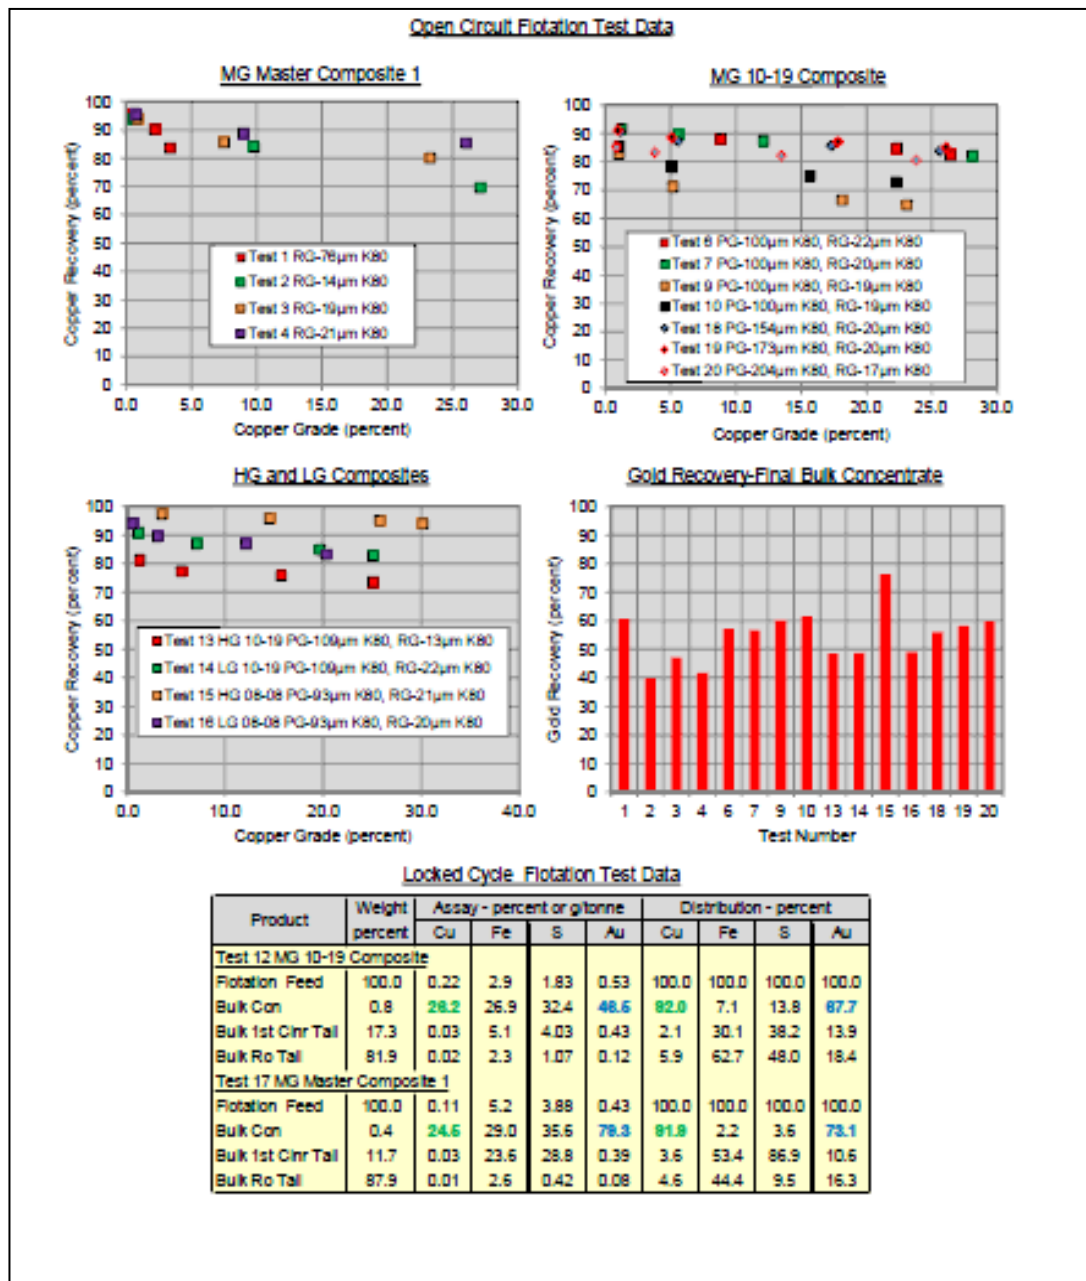 Open Circuit Flotation Test Data
MG Master Composite 1
100
90
80
70
60
50
40
30
20
10
0
Copper Recovery (percent)
Test 1 RG-76µm K80
Test 2 RG-14µm K80
Test 3 RG-19µm K80
Test 4 RG-21µm K80
0.0 5.0 10.0 15.0 20.0 25.0 30.0
Copper Grade (percent)
MG 10-19 Composite
100
90
80
70
60
50
40
30
20
10
0
Copper Recovery (percent)
Test 6 PG-100µm K80, RG-22µm K80
Test 7 PG-100µm K80, RG-20µm K80
Test 9 PG-100µm K80, RG-19µm K80
Test 10 PG-100µm K80, RG-19µm K80
Test 18 PG-154µm K80, RG-20µm K80
Test 19 PG-173µm K80, RG-20µm K80
Test 20 PG-204µm K80, RG-17µm K80
0.0 5.0 10.0 15.0 20.0 25.0 30.0
Copper Grade (percent)
HG and LG Composites
100
90
80
70
60
50
40
30
20
10
0
Copper Recovery (percent)
Test 13 HG 10-19 PG-109µm K80, RG-13µm K80
Test 14 LG 10-19 PG-109µm K80, RG-22µm K80
Test 15 HG 08-08 PG-93µm K80, RG-21µm K80
Test 16 LG 08-08 PG-93µm K80, RG-20µm K80
0.0 10.0 20.0 30.0 40.0
Copper Grade (percent)
Gold Recovery-Final Bulk Concentrate
100
90
80
70
60
50
40
30
20
10
0
Gold Recovery (percent)
1 2 3 4 6 7 9 10 13 14 15 16 18 19 20
Test Number
Locked Cycle Flotation Test Data
Product Weight Assay - percent or g/tonne Distribution - percent
percent Cu Fe S Au Cu Fe S Au
Test 12 MG 10-19 Composite
Flotation Feed 100.0 0.22 2.9 1.83 0.53 100.0 100.0 100.0 100.0
Bulk Con 0.8 26.2 26.9 32.4 46.5 92.0 7.1 13.8 67.7
Bulk 1st Clnr Tail 17.3 0.03 5.1 4.03 0.43 2.1 30.1 38.2 13.9
Bulk Ro Tail 81.9 0.02 2.3 1.07 0.12 5.9 62.7 48.0 18.4
Test 17 MG Master Composite 1
Flotation Feed 100.0 0.11 5.2 3.88 0.43 100.0 100.0 100.0 100.0
Bulk Con 0.4 24.5 29.0 35.6 79.3 91.9 2.2 3.6 73.1
Bulk 1st Clnr Tail 11.7 0.03 23.6 28.8 0.39 3.6 53.4 86.9 10.6
Bulk Ro Tail 87.9 0.01 2.6 0.42 0.08 4.6 44.4 9.5 16.3